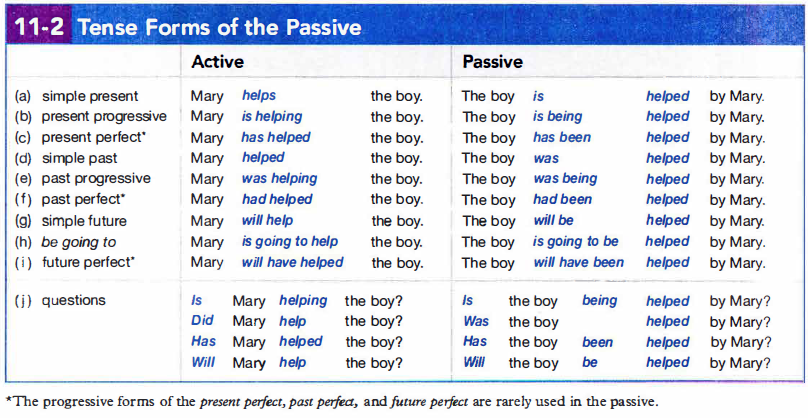 11-2 Tense Forms of the Passive
Active Passive
(a) simple present Mary helps the boy. The boy is helped by Mary.
(b) present progressive Mary is helping the boy. The boy is being helped by Mary.
(c) present perfect* Mary has helped the boy. The boy has been helped by Mary.
(d) simple past Mary helped the boy. The boy was helped by Mary.
(e) past progressive Mary was helping the boy. The boy was being helped by Mary.
(f) past perfect* Mary had helped the boy. The boy had been helped by Mary.
(g) simple future Mary will help the boy. The boy will be helped by Mary.
(h) be going to Mary is going to help the boy. The boy is going to be helped by Mary.
(i) future perfect* Mary will have helped the boy. The boy will have been helped by Mary.
(j) questions Is Mary helping the boy? Is the boy being helped by Mary?
Did Mary help the boy? Was the boy helped by Mary?
Has Mary helped the boy? Has the boy been helped by Mary?
Will Mary help the boy? Will the boy be helped by Mary?
*The progressive forms of the present perfect, past perfect, and future perfect are rarely used in the passive.